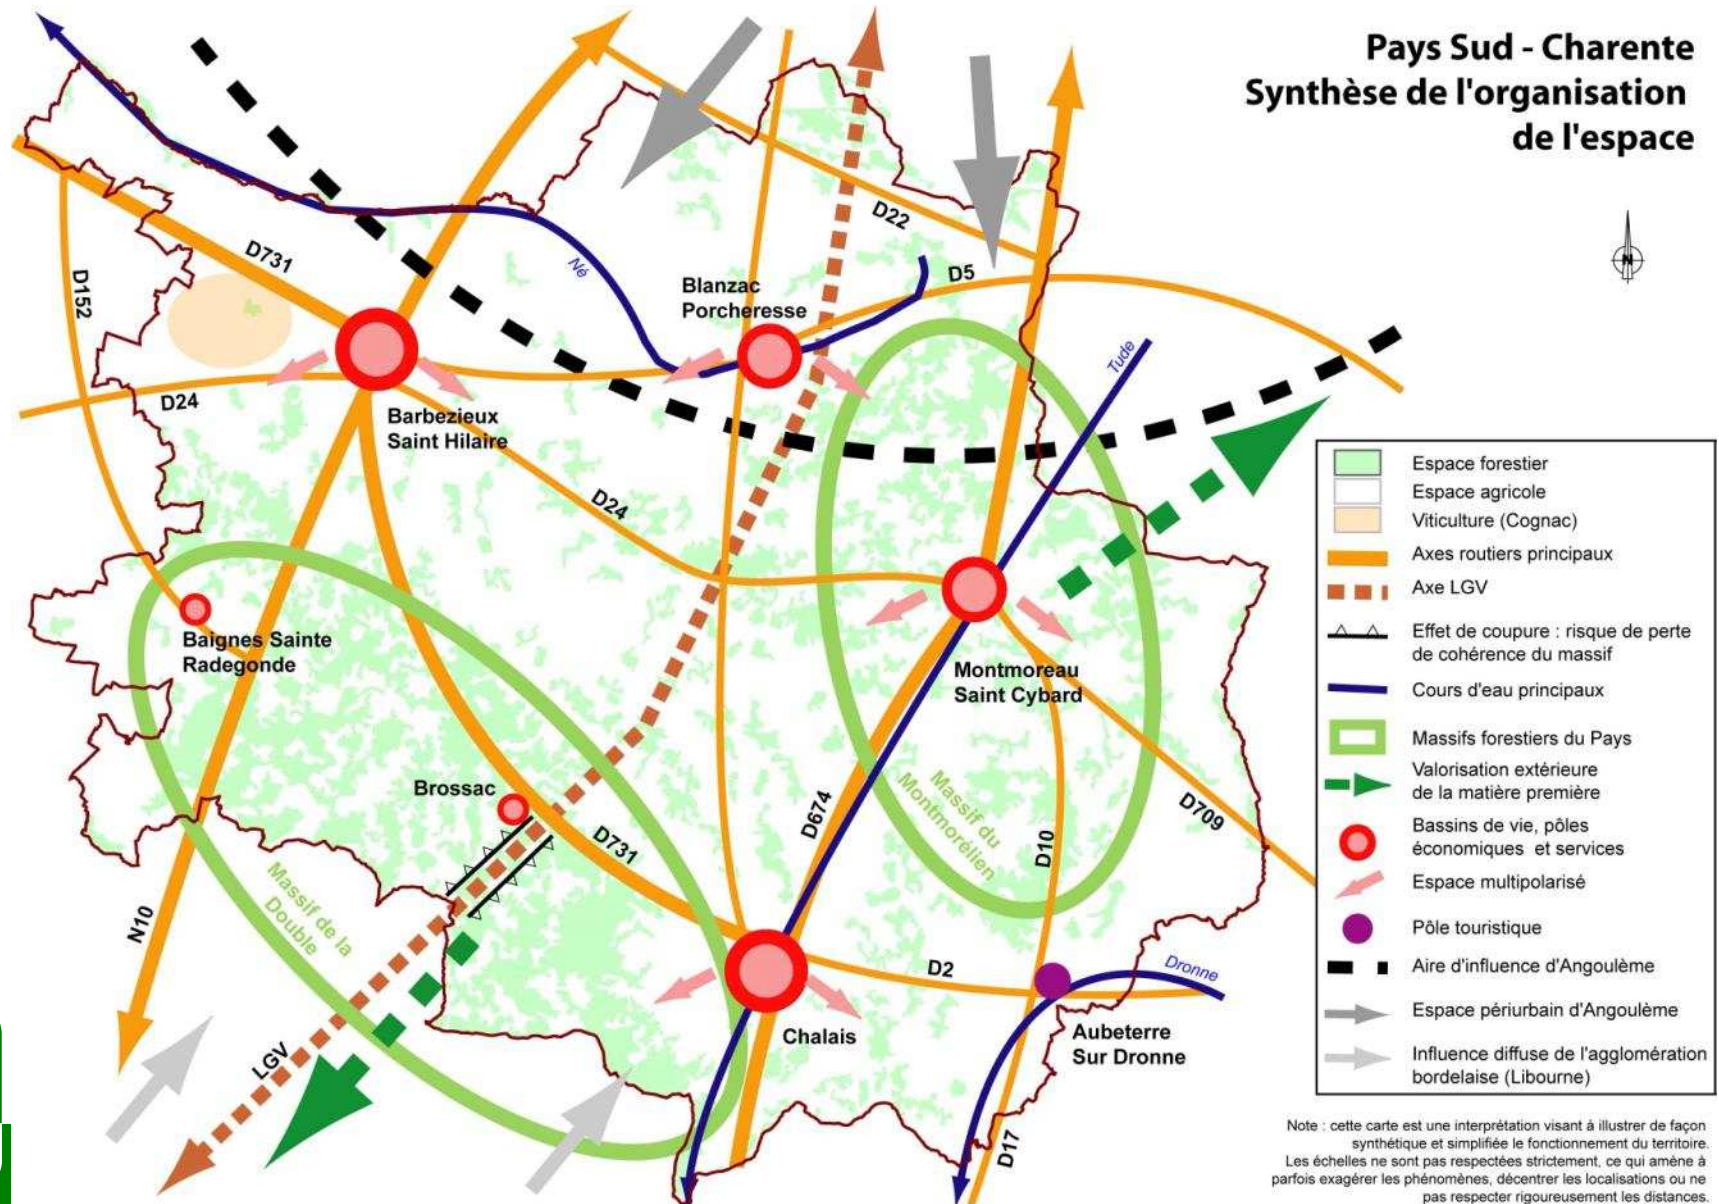 Pays Sud - Charente
Synthèse de l'organisation
de l'espace
N
D22
D731
D152
Né
Blanzac
Porcheresse
D5
Tude
D24
Barbezieux
Saint Hilaire
D24
Baignes Sainte
Radegonde
Montmoreau
Saint Cybard
Brossac
D731
D674
Massif du
Montmorélien
D10
D709
Massif de la
Double
N10
D2
Dronne
LGV
Chalais
Aubeterre
Sur Dronne
D17
Espace forestier
Espace agricole
Viticulture (Cognac)
Axes routiers principaux
Axe LGV
Effet de coupure : risque de perte
de cohérence du massif
Cours d'eau principaux
Massifs forestiers du Pays
Valorisation extérieure
de la matière première
Bassins de vie, pôles
économiques et services
Espace multipolarisé
Pôle touristique
Aire d'influence d'Angoulème
Espace périurbain d'Angoulème
Influence diffuse de l'agglomération
bordelaise (Libourne)
Note : cette carte est une interprétation visant à illustrer de façon
synthétique et simplifiée le fonctionnement du territoire.
Les échelles ne sont pas respectées strictement, ce qui amène à
parfois exagérer les phénomènes, décentrer les localisations ou ne
pas respecter rigoureusement les distances.